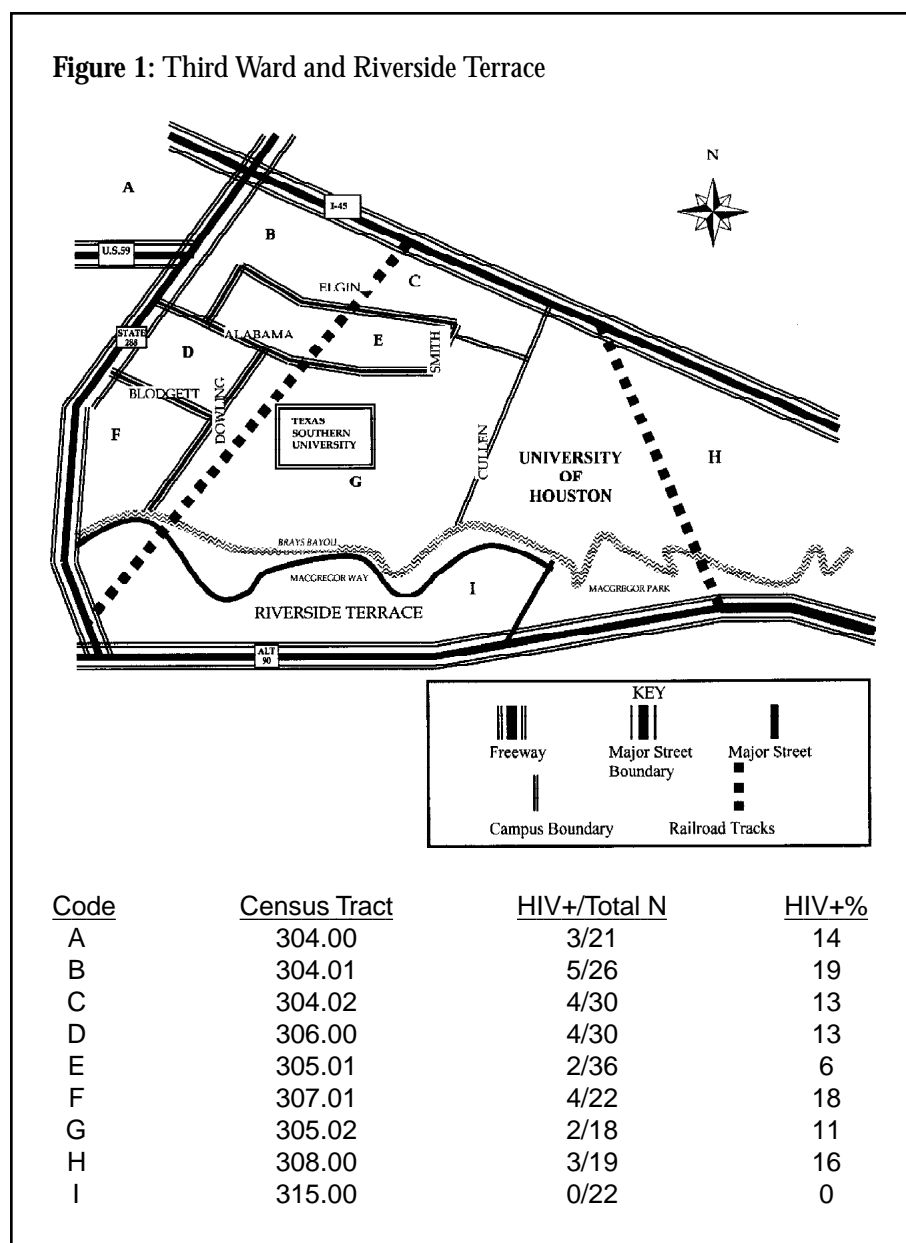 Figure 1: Third Ward and Riverside Terrace
N
A
I-45
B
U.S.59
C
ELGIN
STATE
288
ALABAMA
E
SMITH
D
BLODGETT
DOWLING
TEXAS
SOUTHERN
UNIVERSITY
F
CULLEN
UNIVERSITY
OF
HOUSTON
H
G
BRAYS BAYOU
MACGREGOR WAY
I
MACGREGOR PARK
RIVERSIDE TERRACE
ALT
90
KEY
Freeway
Major Street
Boundary
Major Street
Campus Boundary
Railroad Tracks
Code Census Tract HIV+/Total N HIV+%
A 304.00 3/21 14
B 304.01 5/26 19
C 304.02 4/30 13
D 306.00 4/30 13
E 305.01 2/36 6
F 307.01 4/22 18
G 305.02 2/18 11
H 308.00 3/19 16
I 315.00 0/22 0